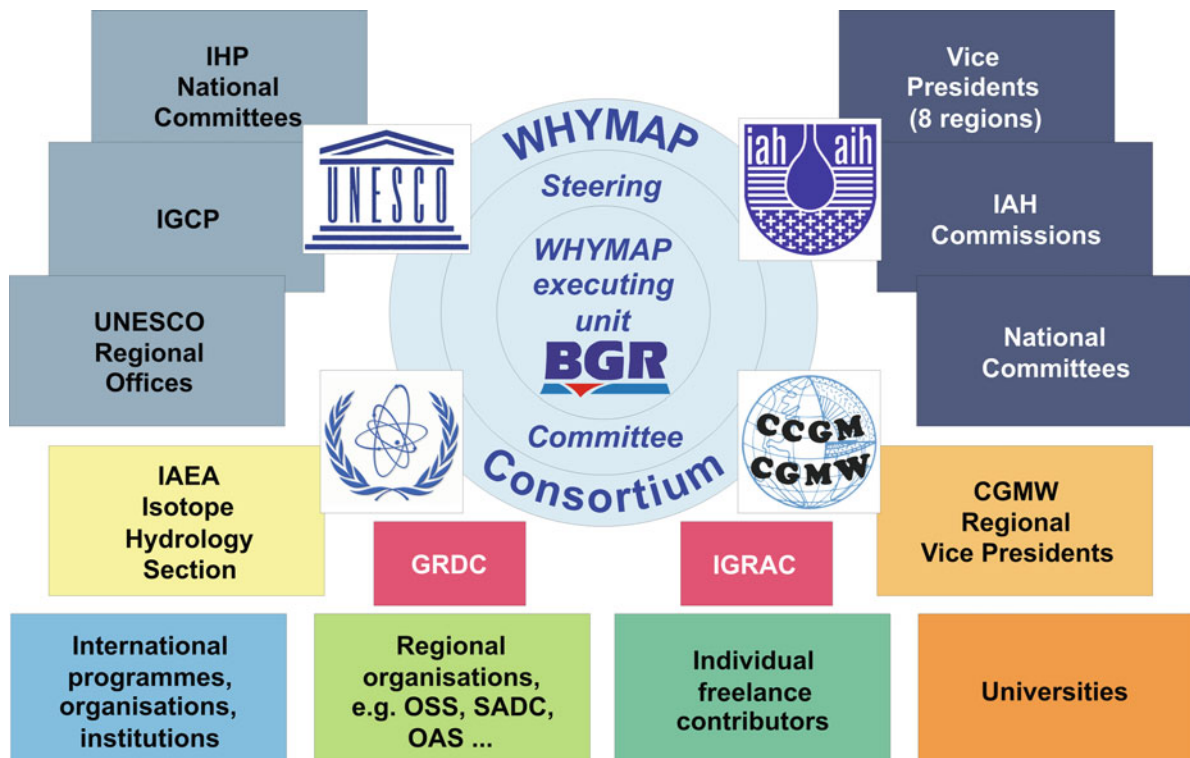 IHP
National
Committees
IGCP
UNESCO
Regional
Offices
UNESCO
WHYMAP
Steering
WHYMAP
executing
unit
BGR
Committee
Consortium
iah aih
CCGM
CGMW
Vice
Presidents
(8 regions)
IAH
Commissions
National
Committees
IAEA
Isotope
Hydrology
Section
GRDC
IGRAC
CGMW
Regional
Vice Presidents
International
programmes,
organisations,
institutions
Regional
organisations,
e.g. OSS, SADC,
OAS ...
Individual
freelance
contributors
Universities